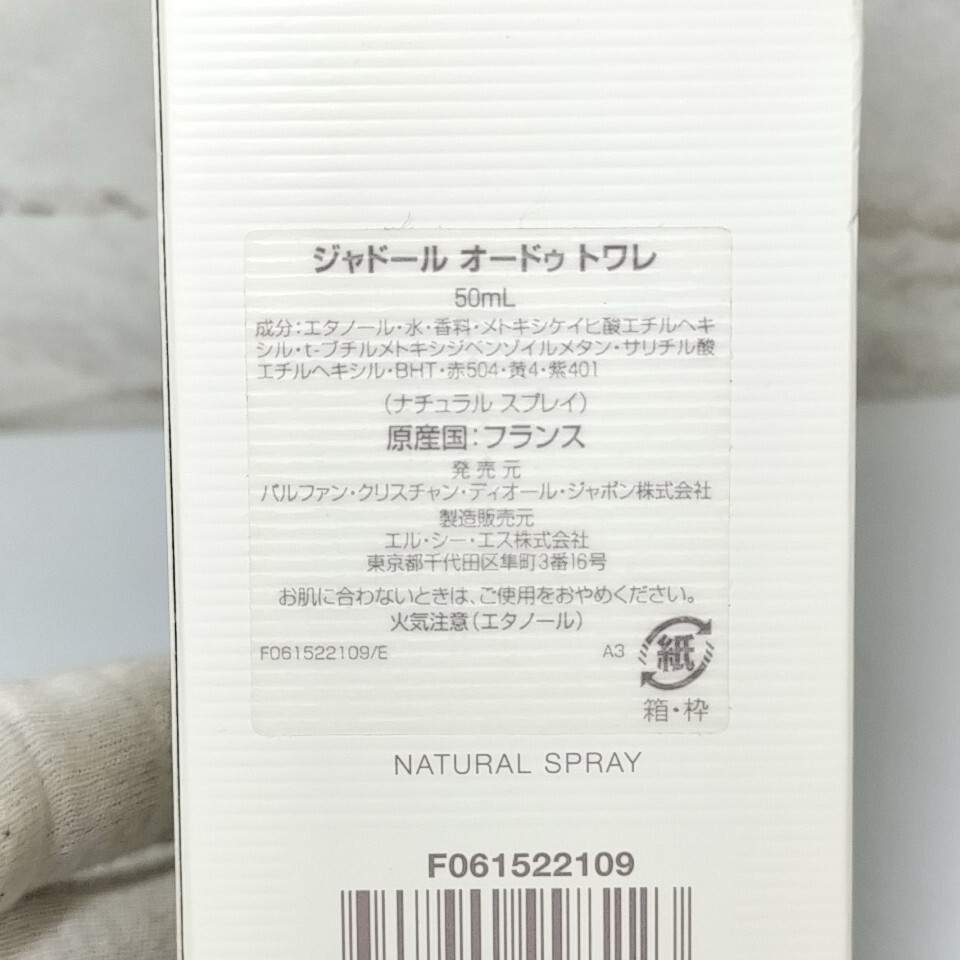 ジャドール オードゥ トワレ
50mL
成分：エタノール・水・香料・メトキシケイヒ酸エチルヘキ
シル・t-ブチルメトキシジベンゾイルメタン・サリチル酸
エチルヘキシル・BHT・赤504・黄4・紫401
（ナチュラル スプレイ）
原産国：フランス
発売元
パルファン・クリスチャン・ディオール・ジャポン株式会社
製造販売元
エル・シー・エス株式会社
東京都千代田区隼町3番16号
お肌に合わないときは、ご使用をおやめください。
火気注意（エタノール）
F061522109/E A3 紙
箱・枠
NATURAL SPRAY
F061522109